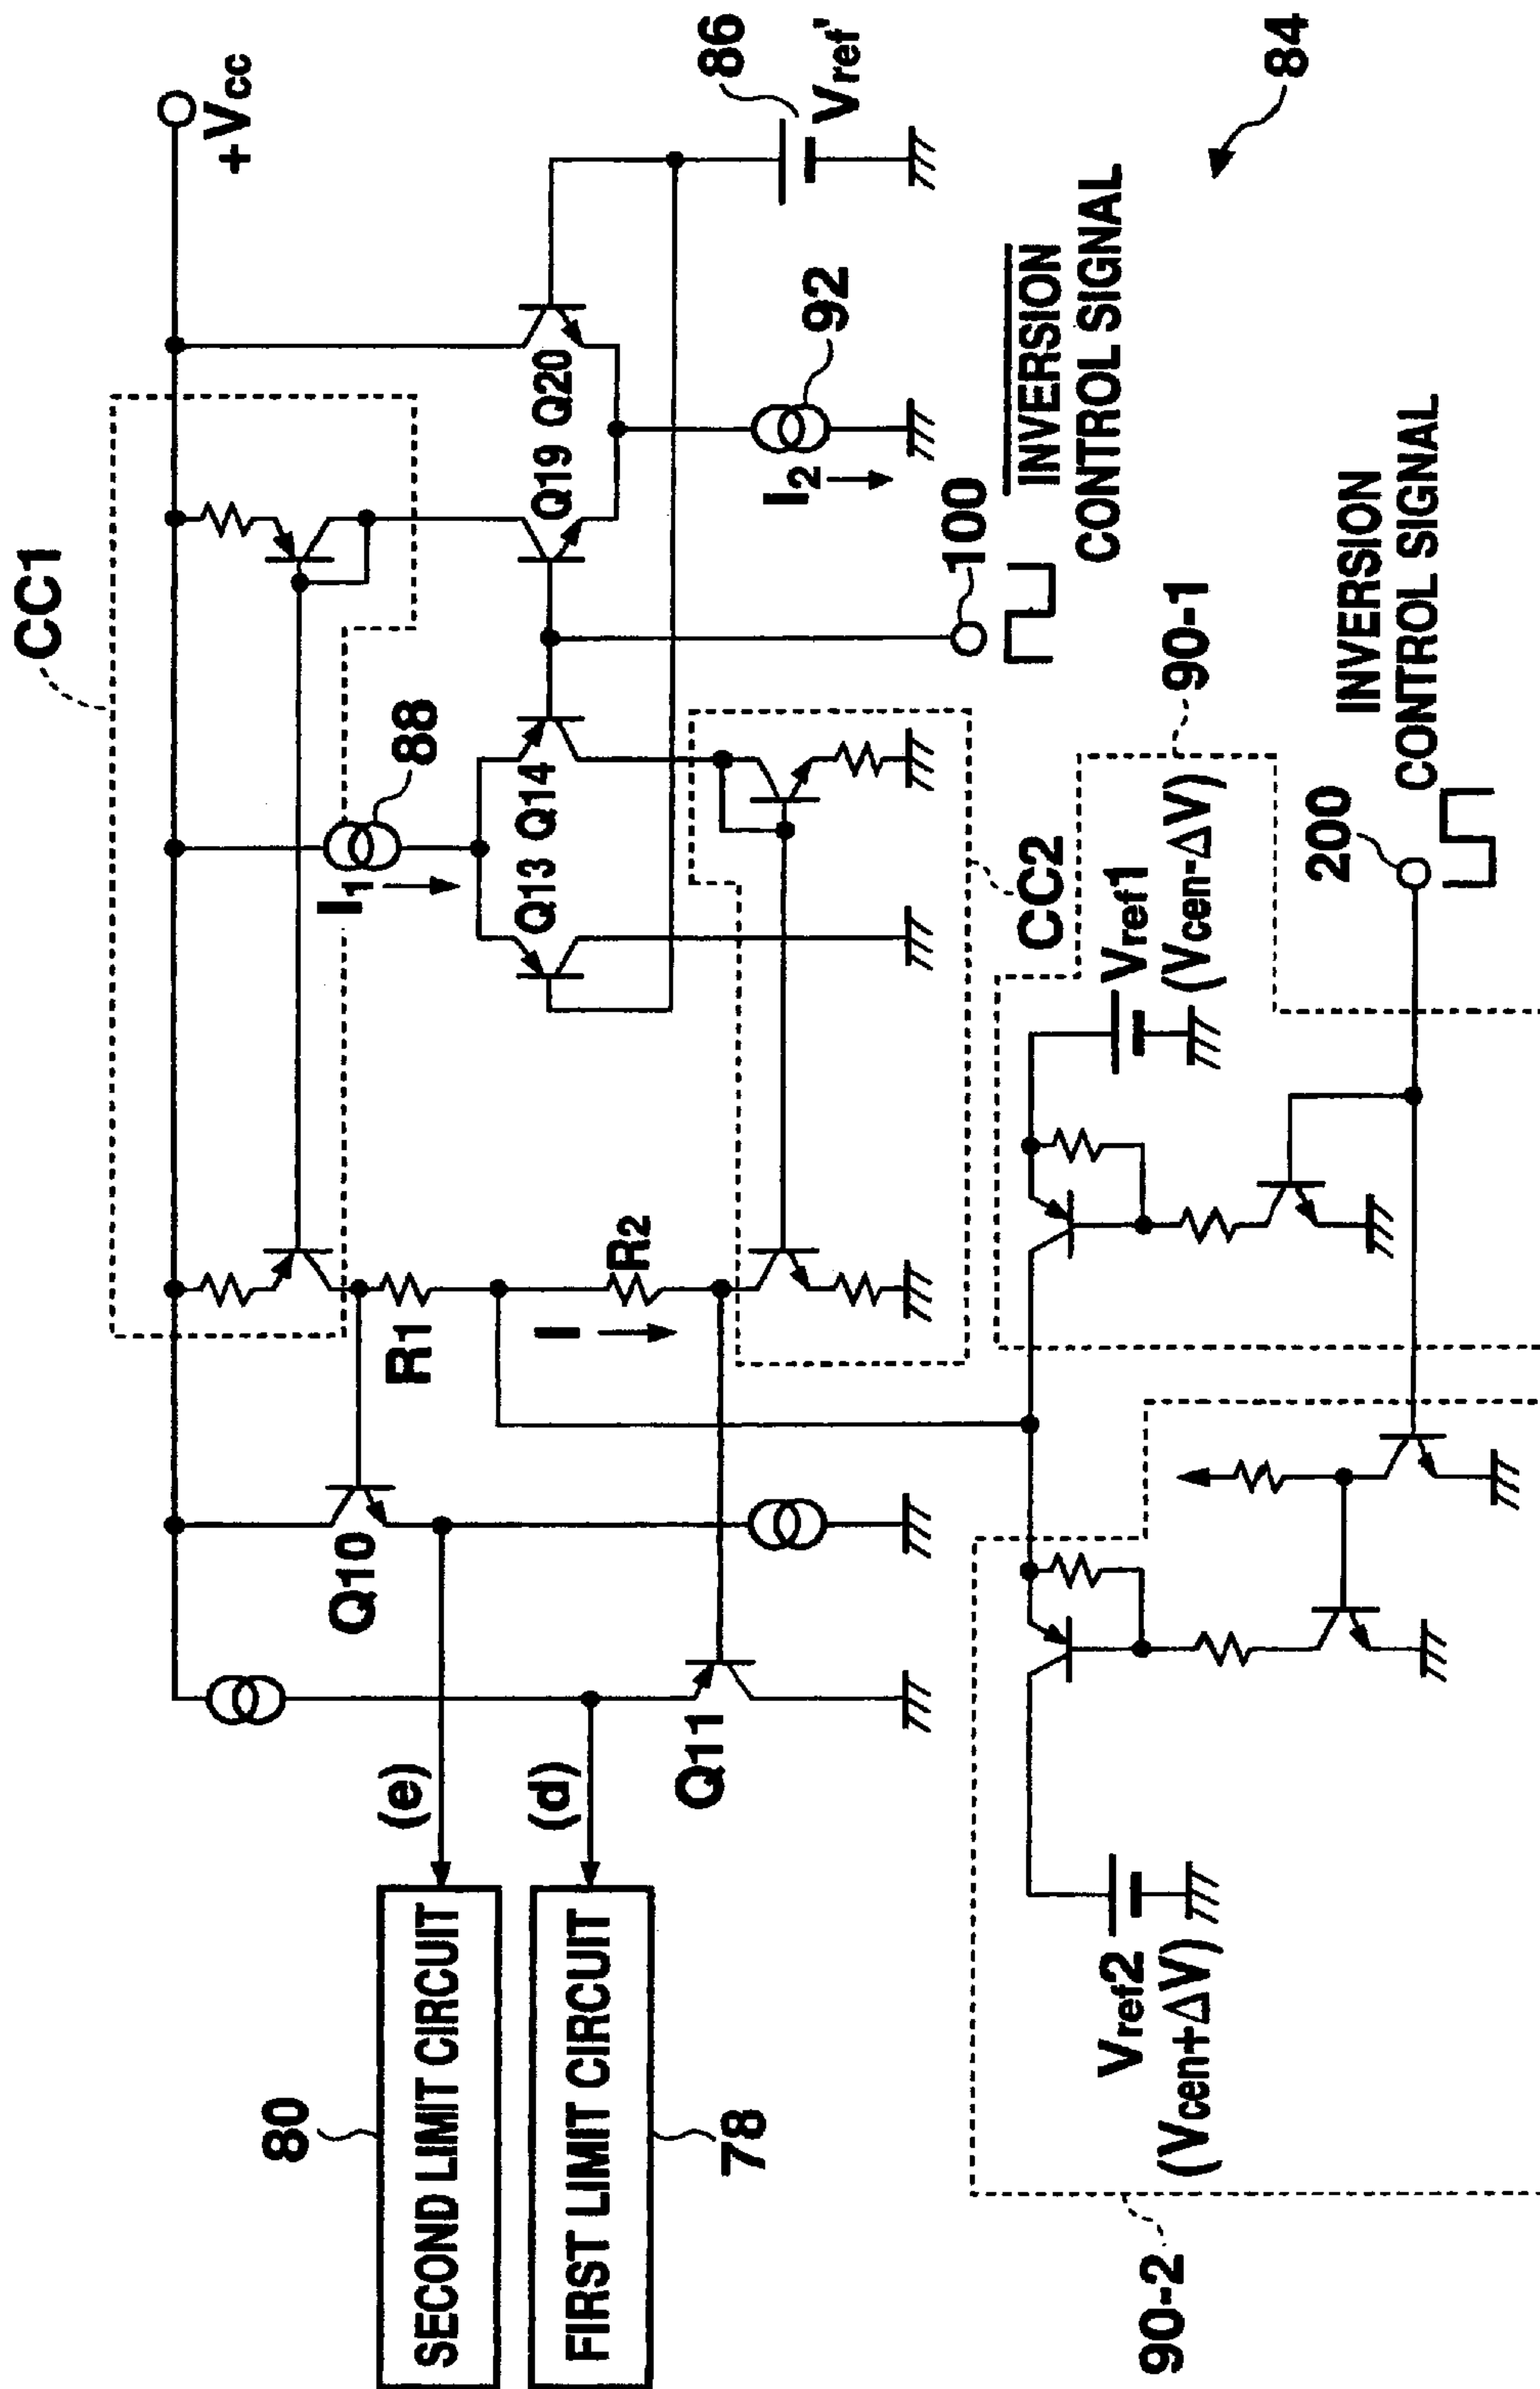 CC1
+Vcc
88
I1
86
Vref'
Q10
R1
R2
I
Q13 Q14
Q19 Q20
I2
92
100
INVERSION
CONTROL SIGNAL
84
80
SECOND LIMIT CIRCUIT
(e)
FIRST LIMIT CIRCUIT
(d)
78
Q11
CC2
90-1
Vref1
(Vcen-ΔV)
200
INVERSION
CONTROL SIGNAL
Vref2
(Vcen+ΔV)
90-2